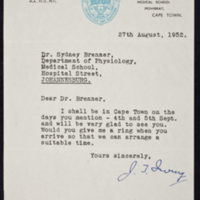 MEDICAL SCHOOL,
MOWBRAY,
CAPE TOWN.
27th August, 1952.
Dr. Sydney Brenner,
Department of Physiology,
Medical School,
Hospital Street,
JOHANNESBURG.
Dear Dr. Brenner,
I shall be in Cape Town on the
days you mention - 4th and 5th Sept.
and will be very glad to see you.
Would you give me a ring when you
arrive so that we can arrange a
suitable time.
Yours sincerely,